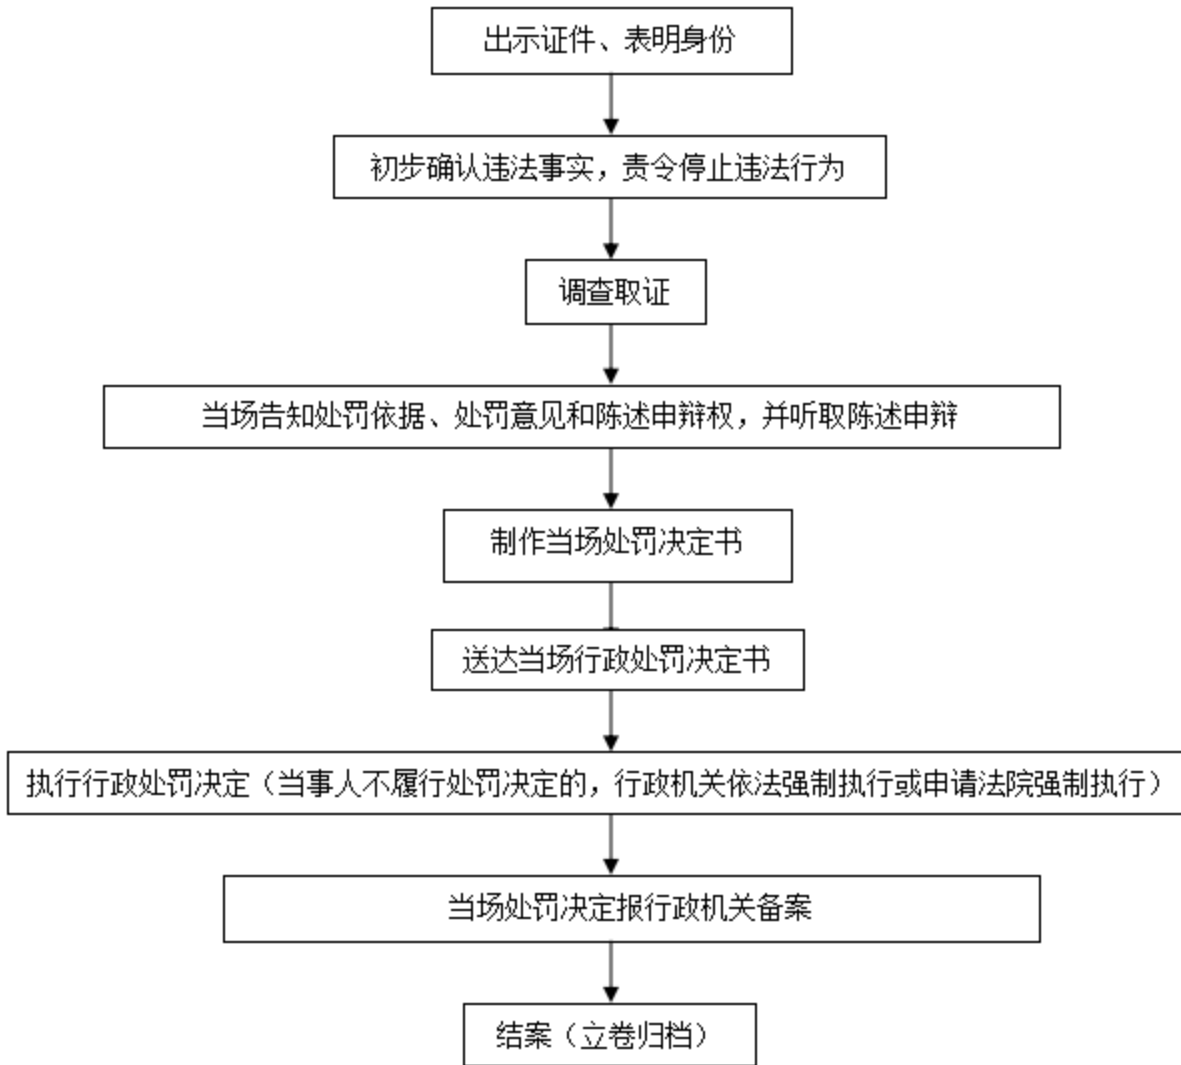 出示证件、表明身份
初步确认违法事实，责令停止违法行为
调查取证
当场告知处罚依据、处罚意见和陈述申辩权，并听取陈述申辩
制作当场处罚决定书
送达当场行政处罚决定书
执行行政处罚决定（当事人不履行处罚决定的，行政机关依法强制执行或申请法院强制执行）
当场处罚决定报行政机关备案
结案（立卷归档）